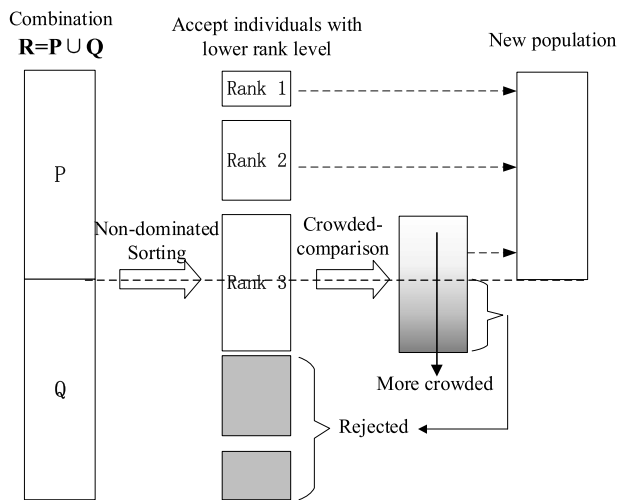 Combination
R=P∪Q
Accept individuals with
lower rank level
New population
Rank 1
Rank 2
P
Non-dominated
Sorting
Crowded-
comparison
Rank 3
More crowded
Q
Rejected